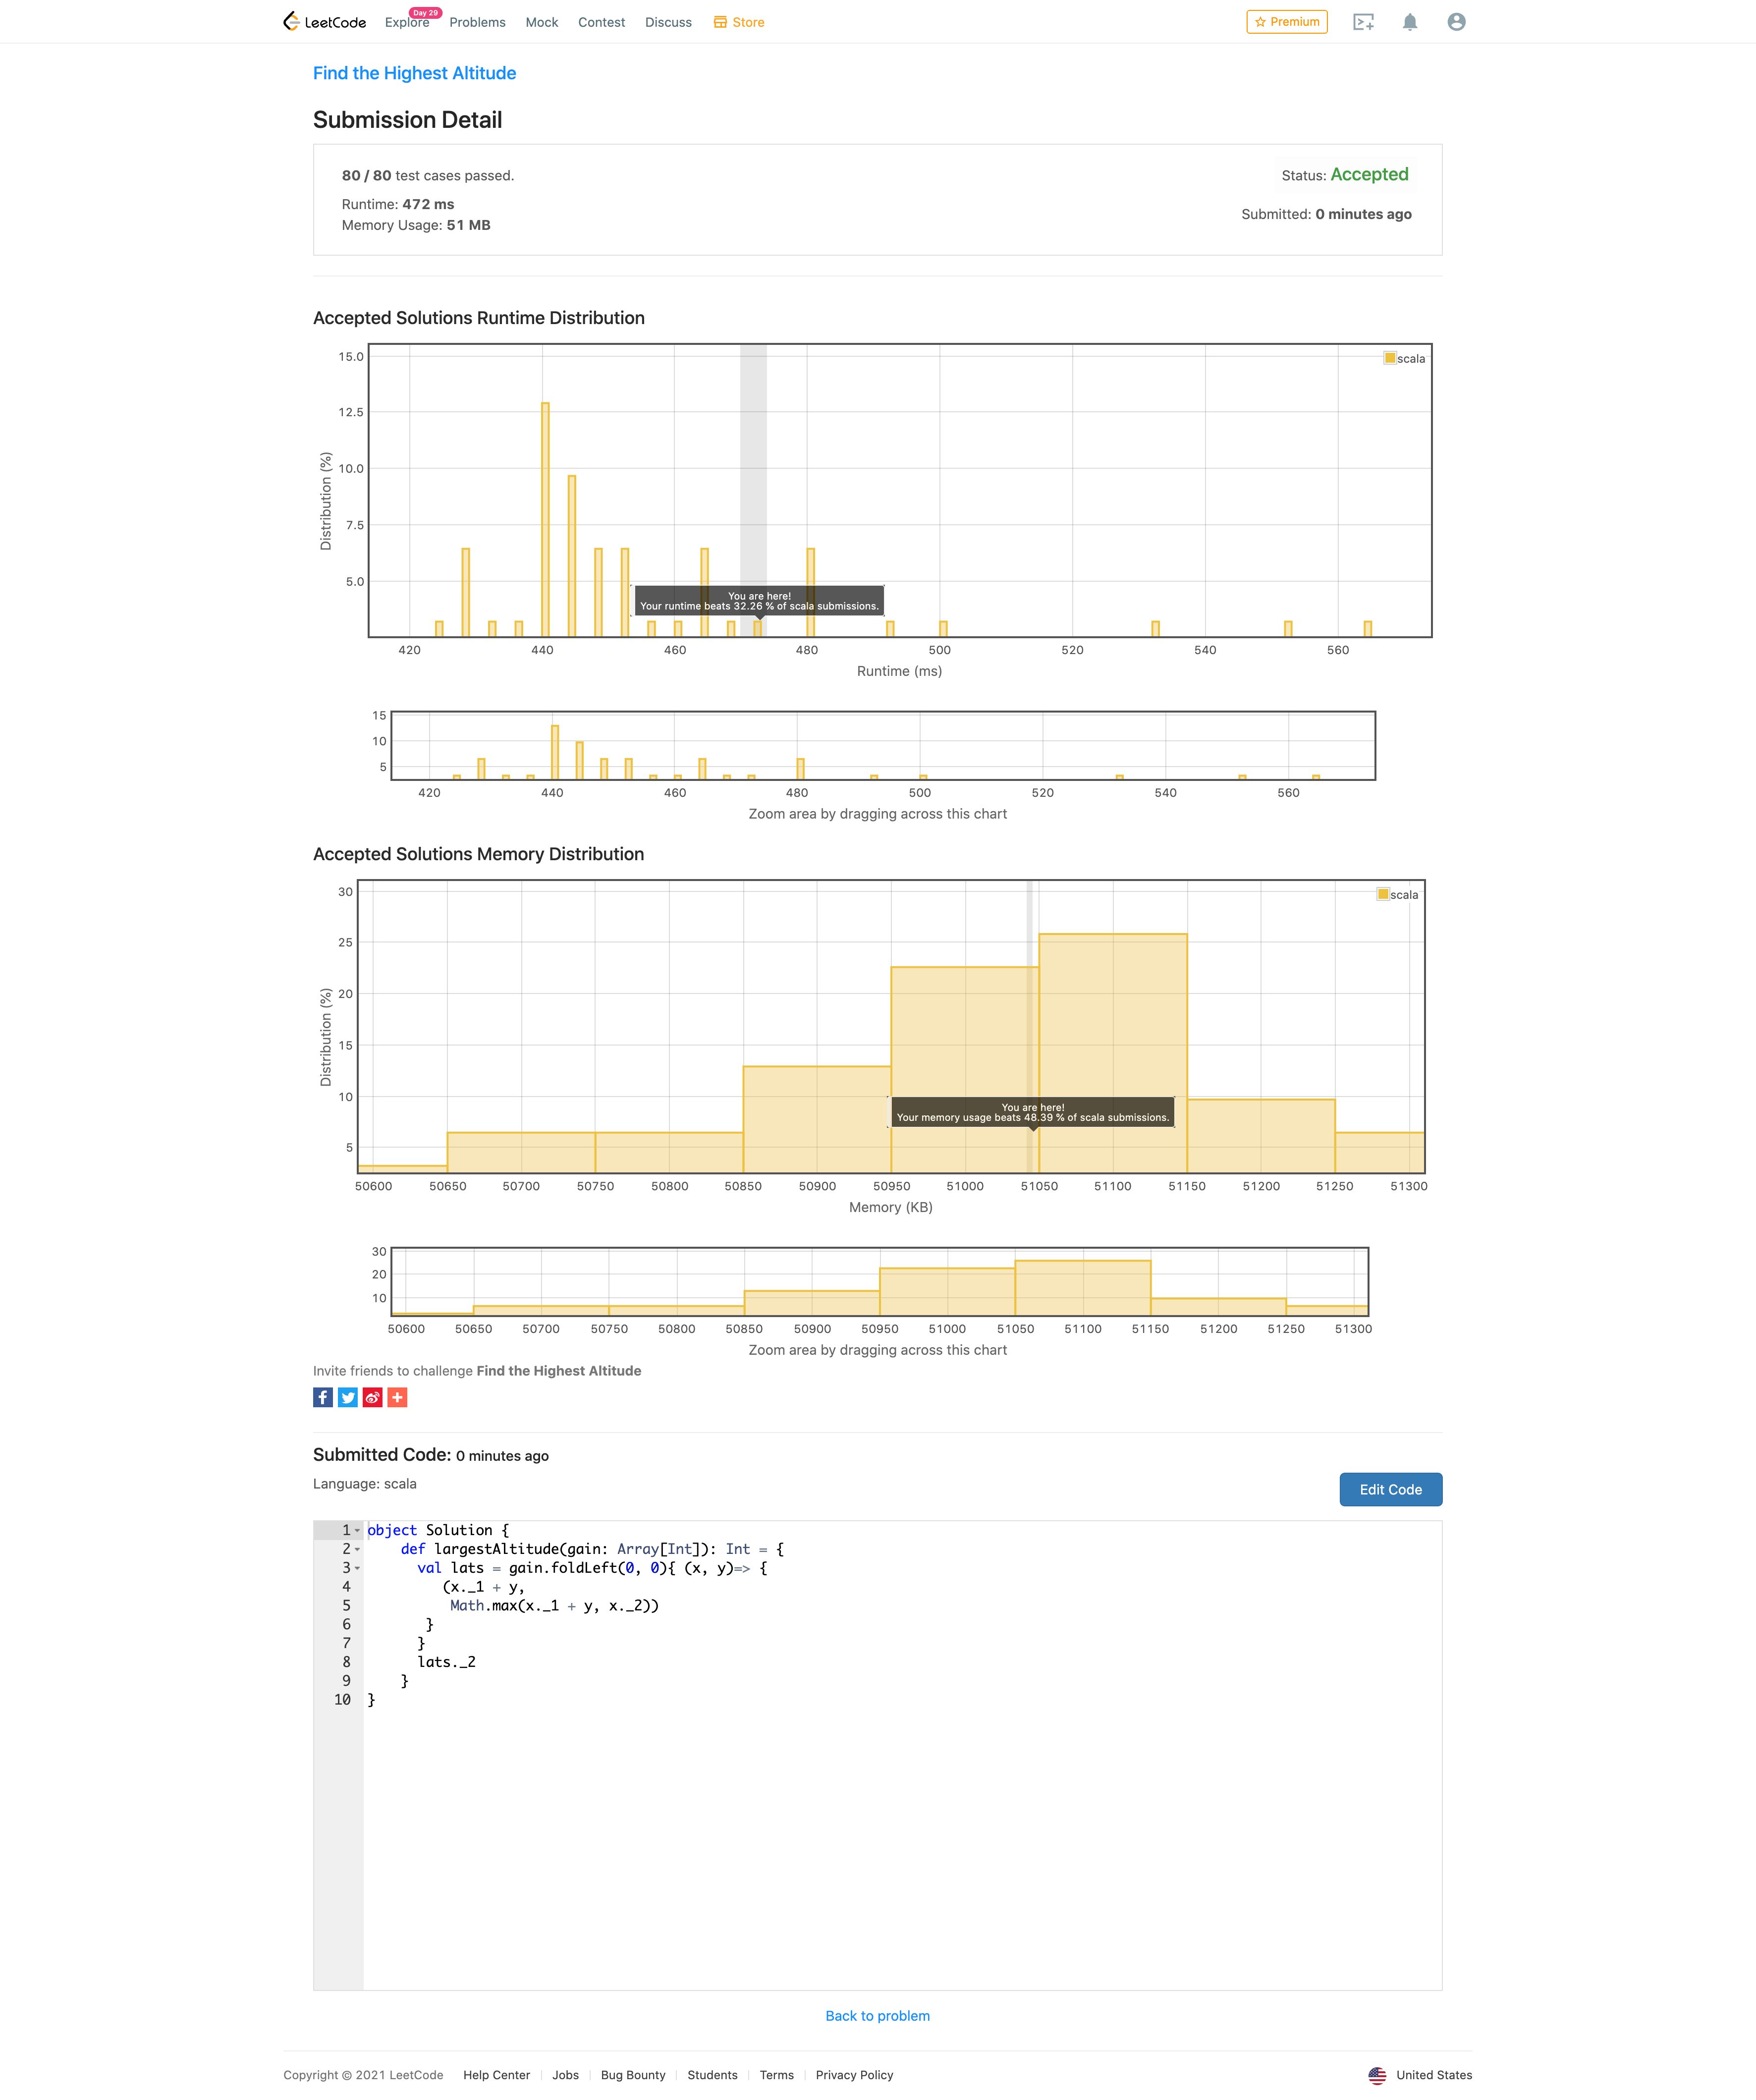 LeetCode
Explore
Day 29
Problems
Mock
Contest
Discuss
Store
Premium
Find the Highest Altitude
Submission Detail
80 / 80 test cases passed.
Status: Accepted
Runtime: 472 ms
Submitted: 0 minutes ago
Memory Usage: 51 MB
Accepted Solutions Runtime Distribution
scala
15.0
12.5
10.0
7.5
5.0
Distribution (%)
You are here!
Your runtime beats 32.26 % of scala submissions.
420 440 460 480 500 520 540 560
Runtime (ms)
15
10
5
420 440 460 480 500 520 540 560
Zoom area by dragging across this chart
Accepted Solutions Memory Distribution
scala
30
25
20
15
10
5
Distribution (%)
You are here!
Your memory usage beats 48.39 % of scala submissions.
50600 50650 50700 50750 50800 50850 50900 50950 51000 51050 51100 51150 51200 51250 51300
Memory (KB)
30
20
10
50600 50650 50700 50750 50800 50850 50900 50950 51000 51050 51100 51150 51200 51250 51300
Zoom area by dragging across this chart
Invite friends to challenge Find the Highest Altitude
Submitted Code: 0 minutes ago
Language: scala
Edit Code
1 object Solution {
2     def largestAltitude(gain: Array[Int]): Int = {
3       val lats = gain.foldLeft(0, 0){ (x, y)=> {
4          (x._1 + y,
5           Math.max(x._1 + y, x._2))
6        }
7       }
8       lats._2
9     }
10 }
Back to problem
Copyright © 2021 LeetCode
Help Center
Jobs
Bug Bounty
Students
Terms
Privacy Policy
United States